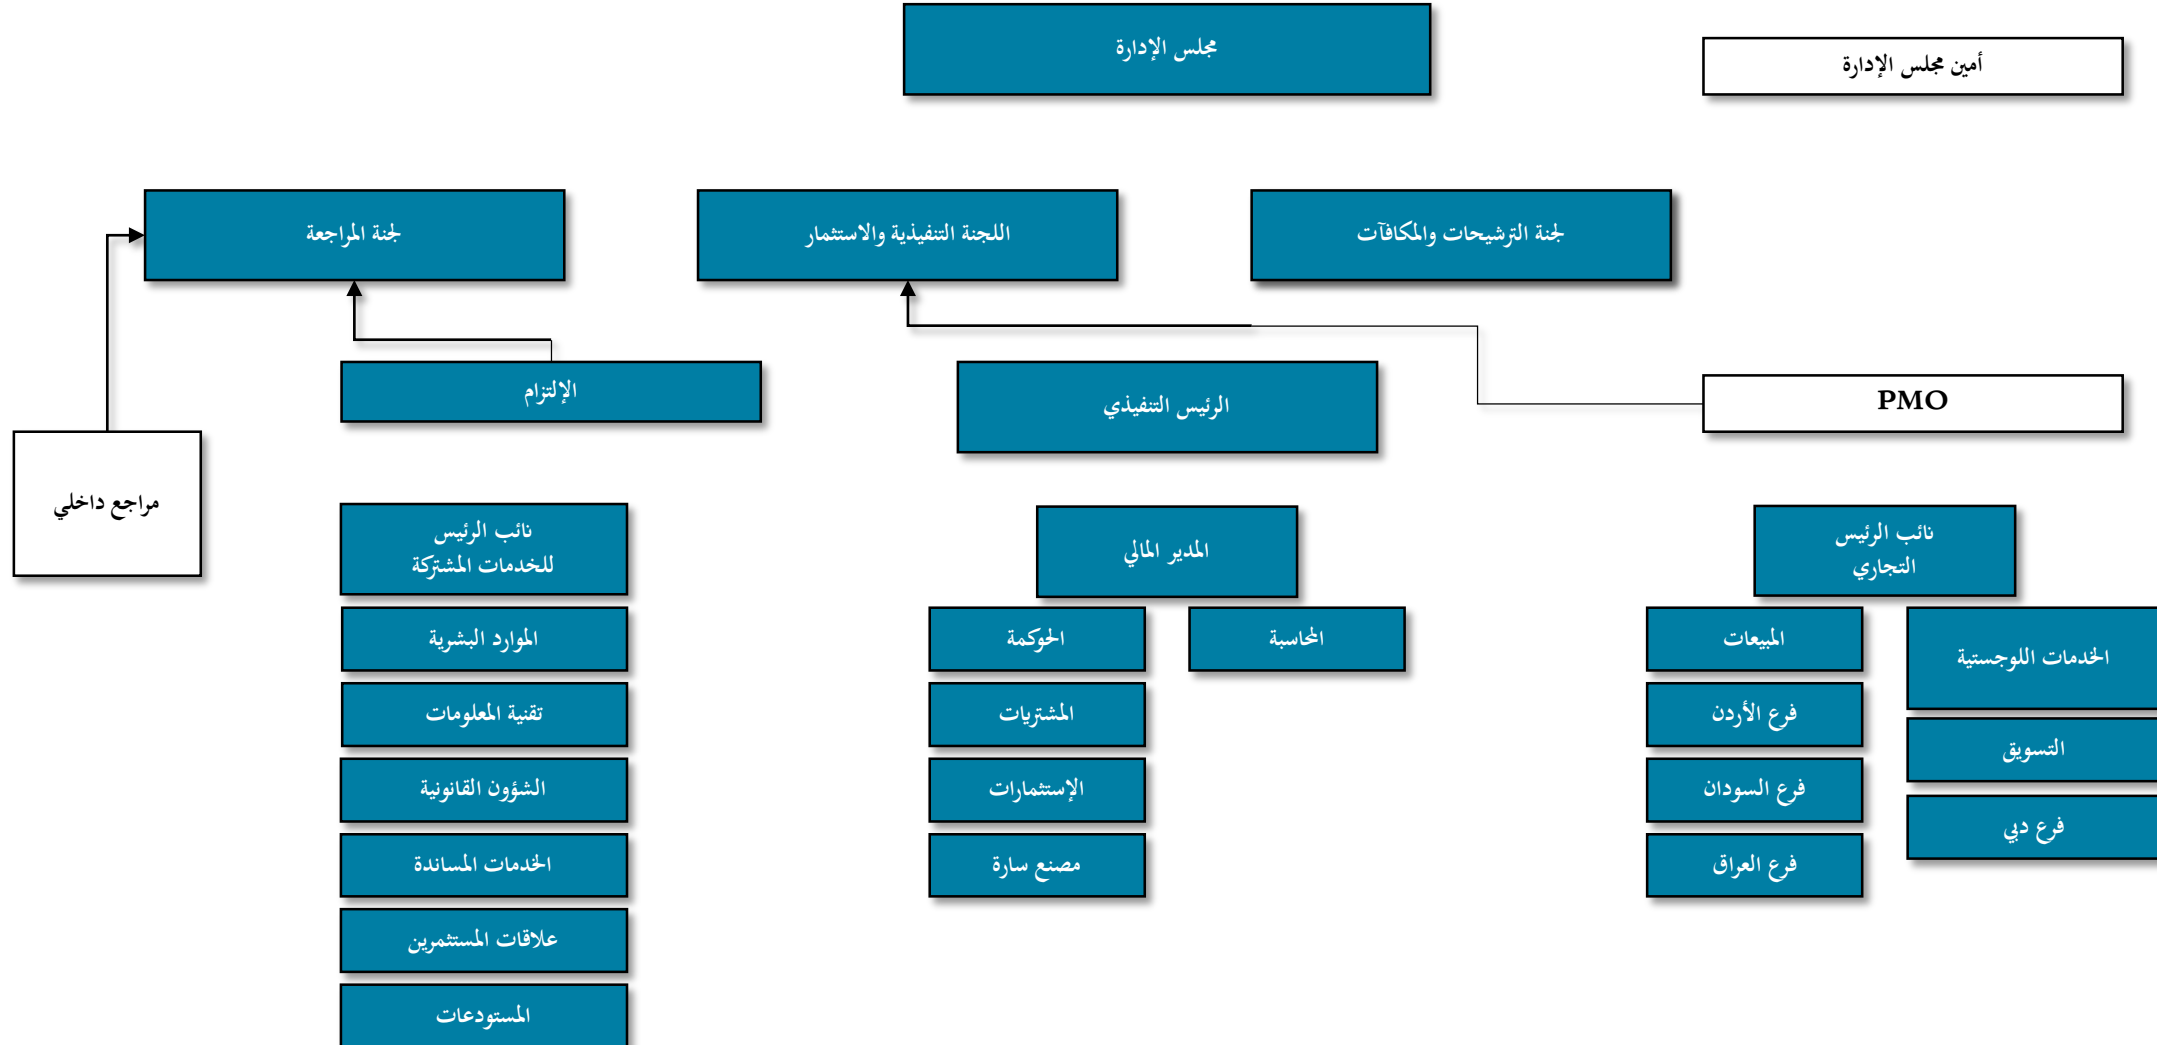 مجلس الإدارة
أمين مجلس الإدارة
لجنة الترشيحات والمكافآت
اللجنة التنفيذية والاستثمار
لجنة المراجعة
PMO
الرئيس التنفيذي
الإلتزام
مراجع داخلي
نائب الرئيس
التجاري
الخدمات اللوجستية
التسويق
فرع دبي
المبيعات
فرع الأردن
فرع السودان
فرع العراق
المدير المالي
المحاسبة
الحوكمة
المشتريات
الإستثمارات
مصنع سارة
نائب الرئيس
للخدمات المشتركة
الموارد البشرية
تقنية المعلومات
الشؤون القانونية
الخدمات المساندة
علاقات المستثمرين
المستودعات